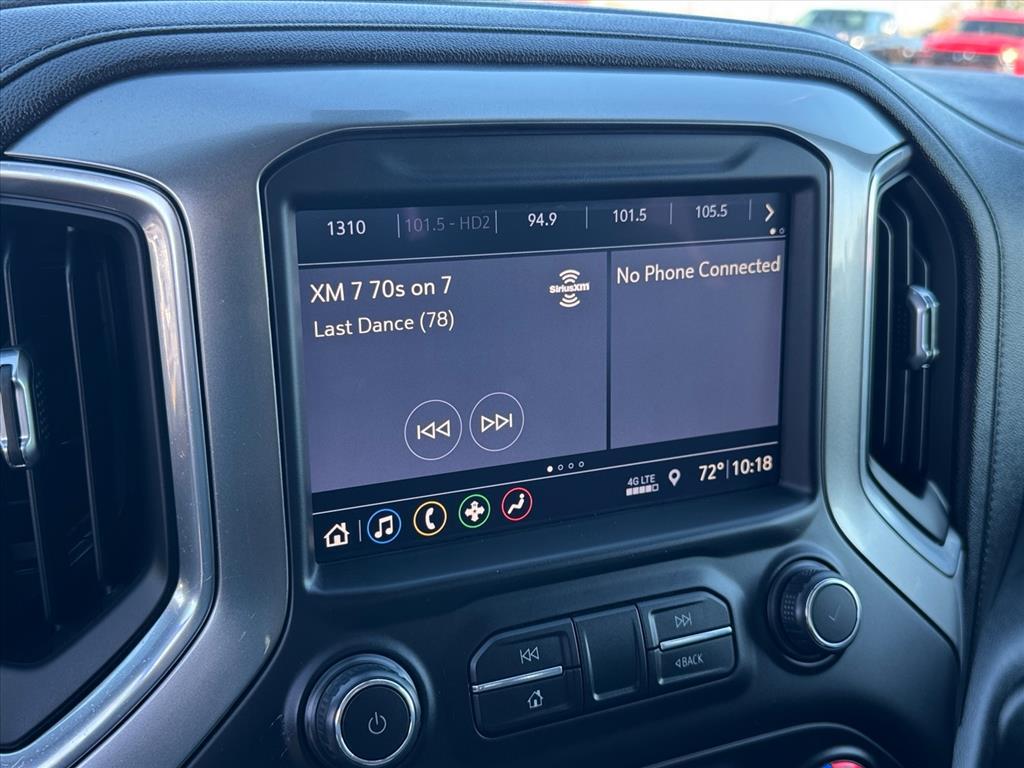 1310 101.5 - HD2 94.9 101.5 105.5
XM 7 70s on 7
SiriusXM
No Phone Connected
Last Dance (78)
4G LTE
72° 10:18
BACK